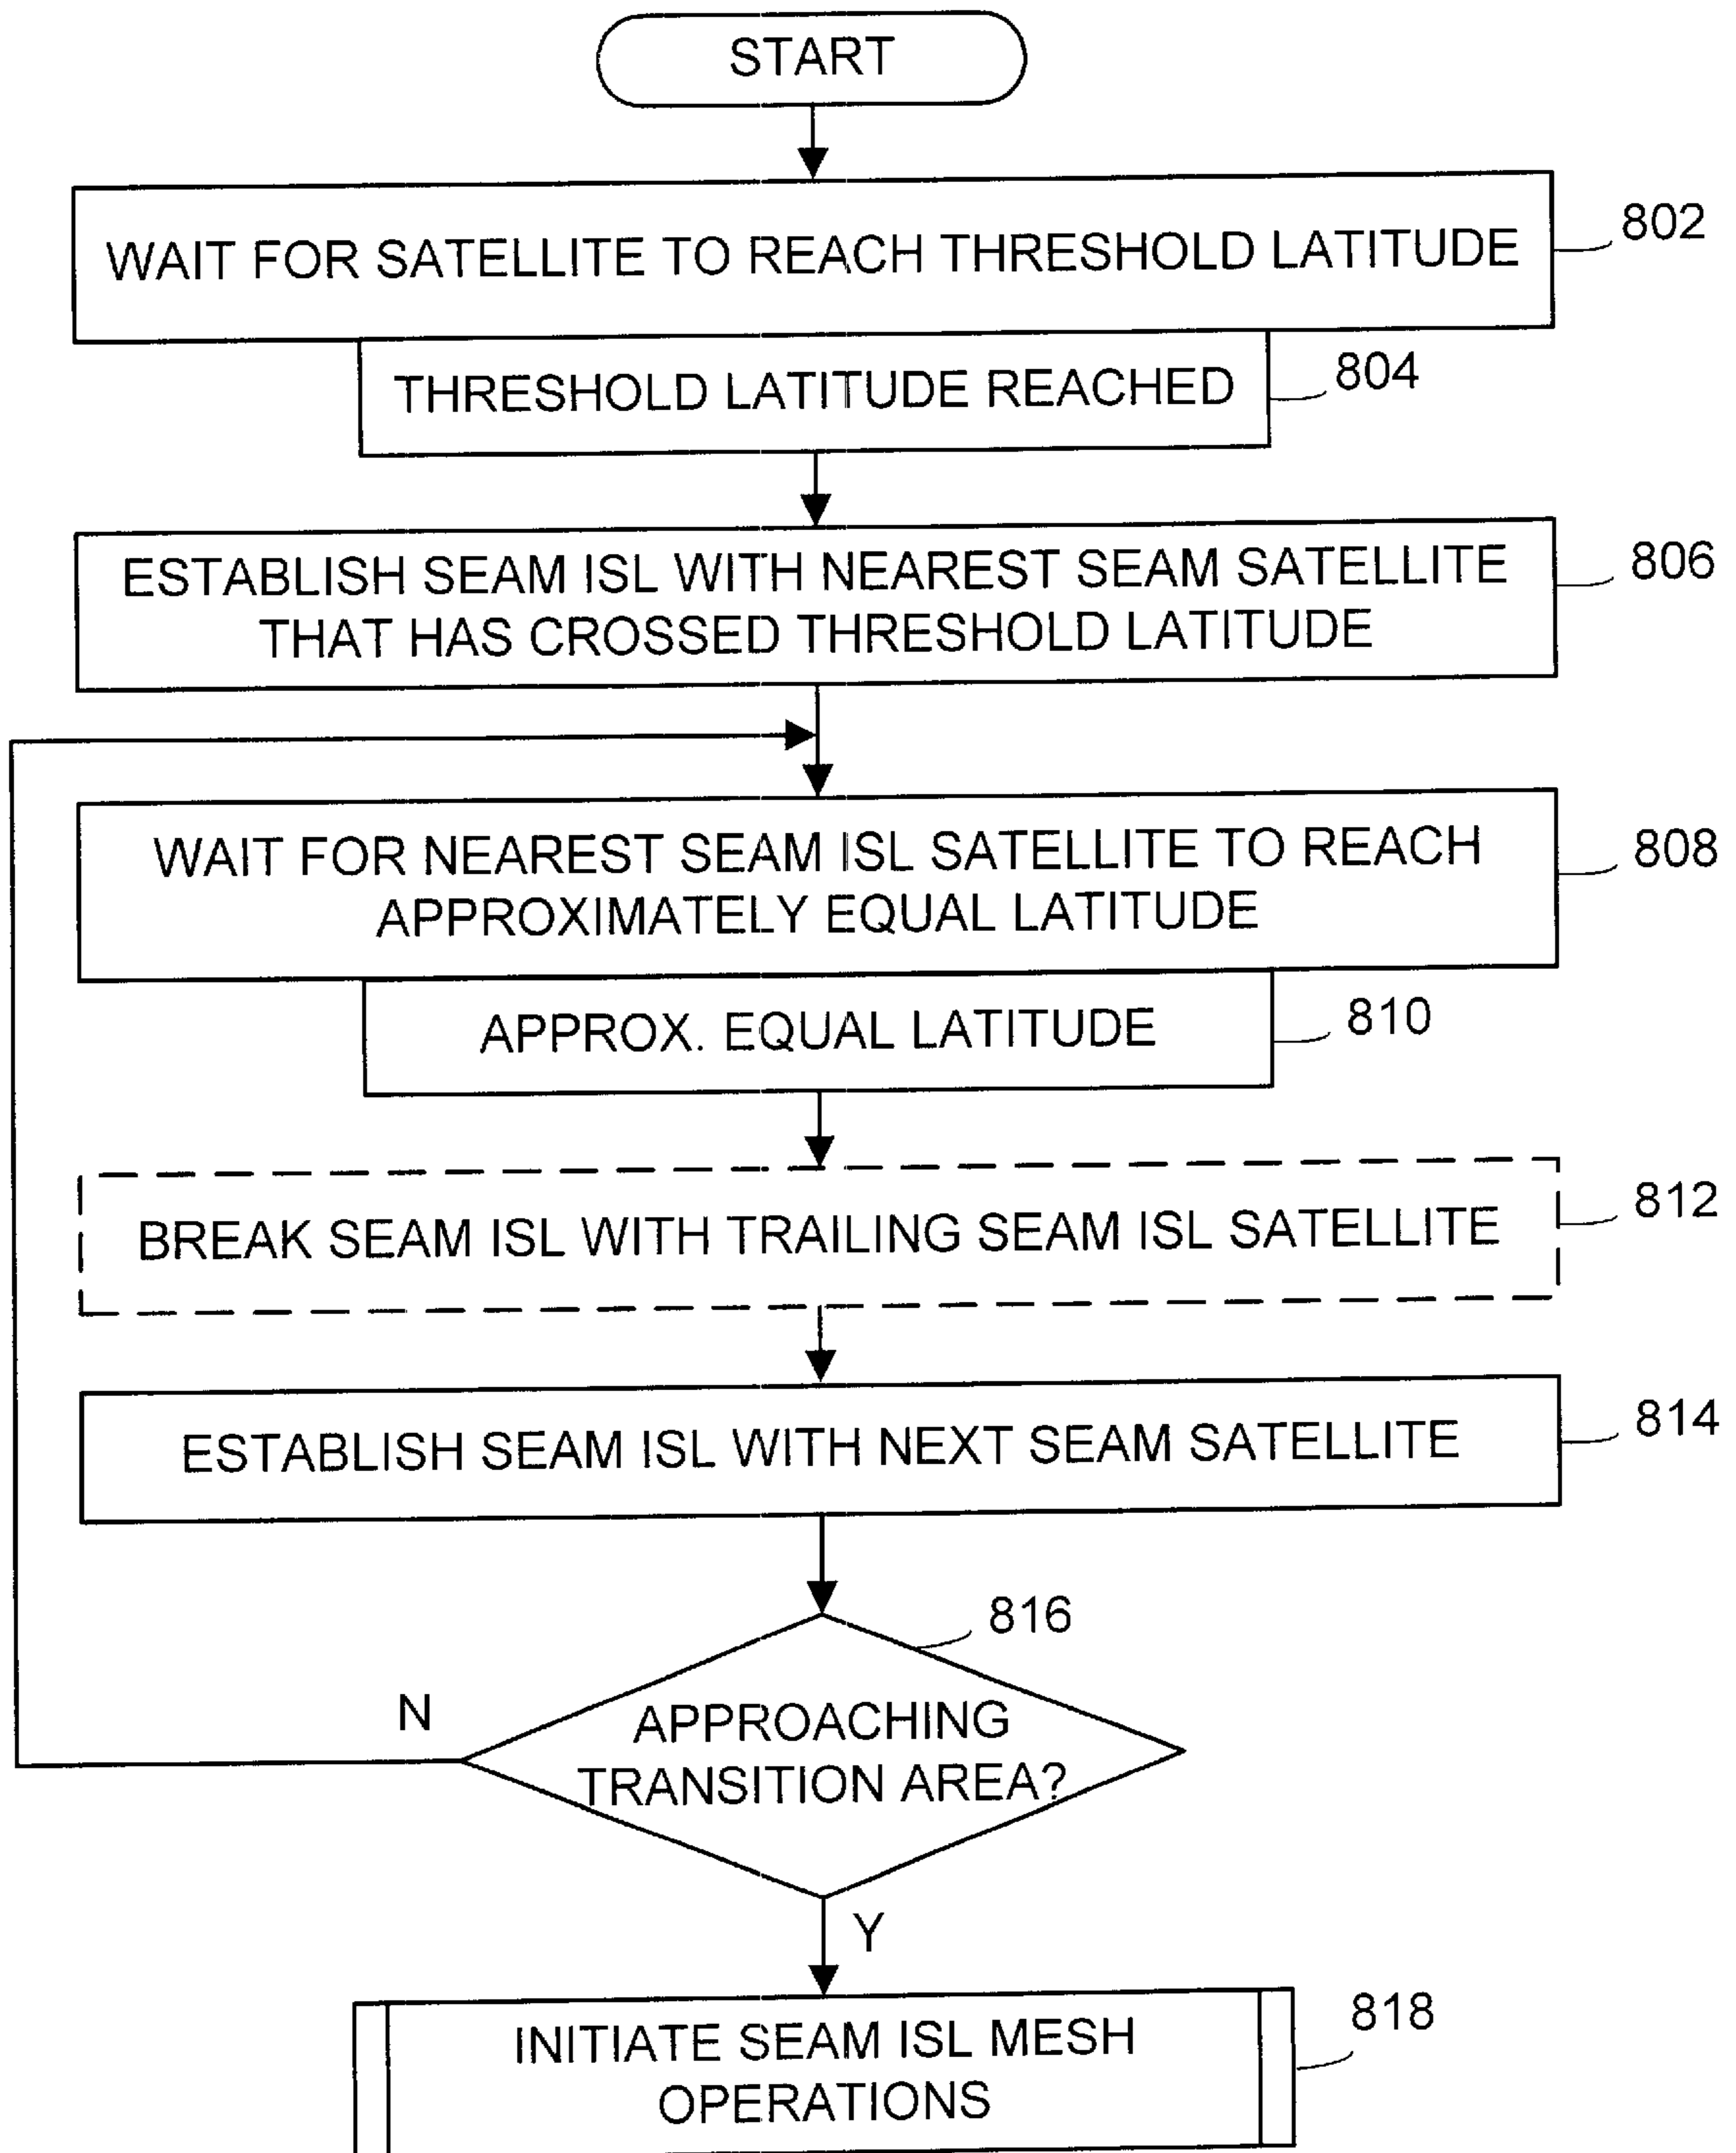 START
WAIT FOR SATELLITE TO REACH THRESHOLD LATITUDE
802
THRESHOLD LATITUDE REACHED
804
ESTABLISH SEAM ISL WITH NEAREST SEAM SATELLITE
THAT HAS CROSSED THRESHOLD LATITUDE
806
WAIT FOR NEAREST SEAM ISL SATELLITE TO REACH
APPROXIMATELY EQUAL LATITUDE
808
APPROX. EQUAL LATITUDE
810
BREAK SEAM ISL WITH TRAILING SEAM ISL SATELLITE
812
ESTABLISH SEAM ISL WITH NEXT SEAM SATELLITE
814
816
N
APPROACHING
TRANSITION AREA?
Y
INITIATE SEAM ISL MESH
OPERATIONS
818